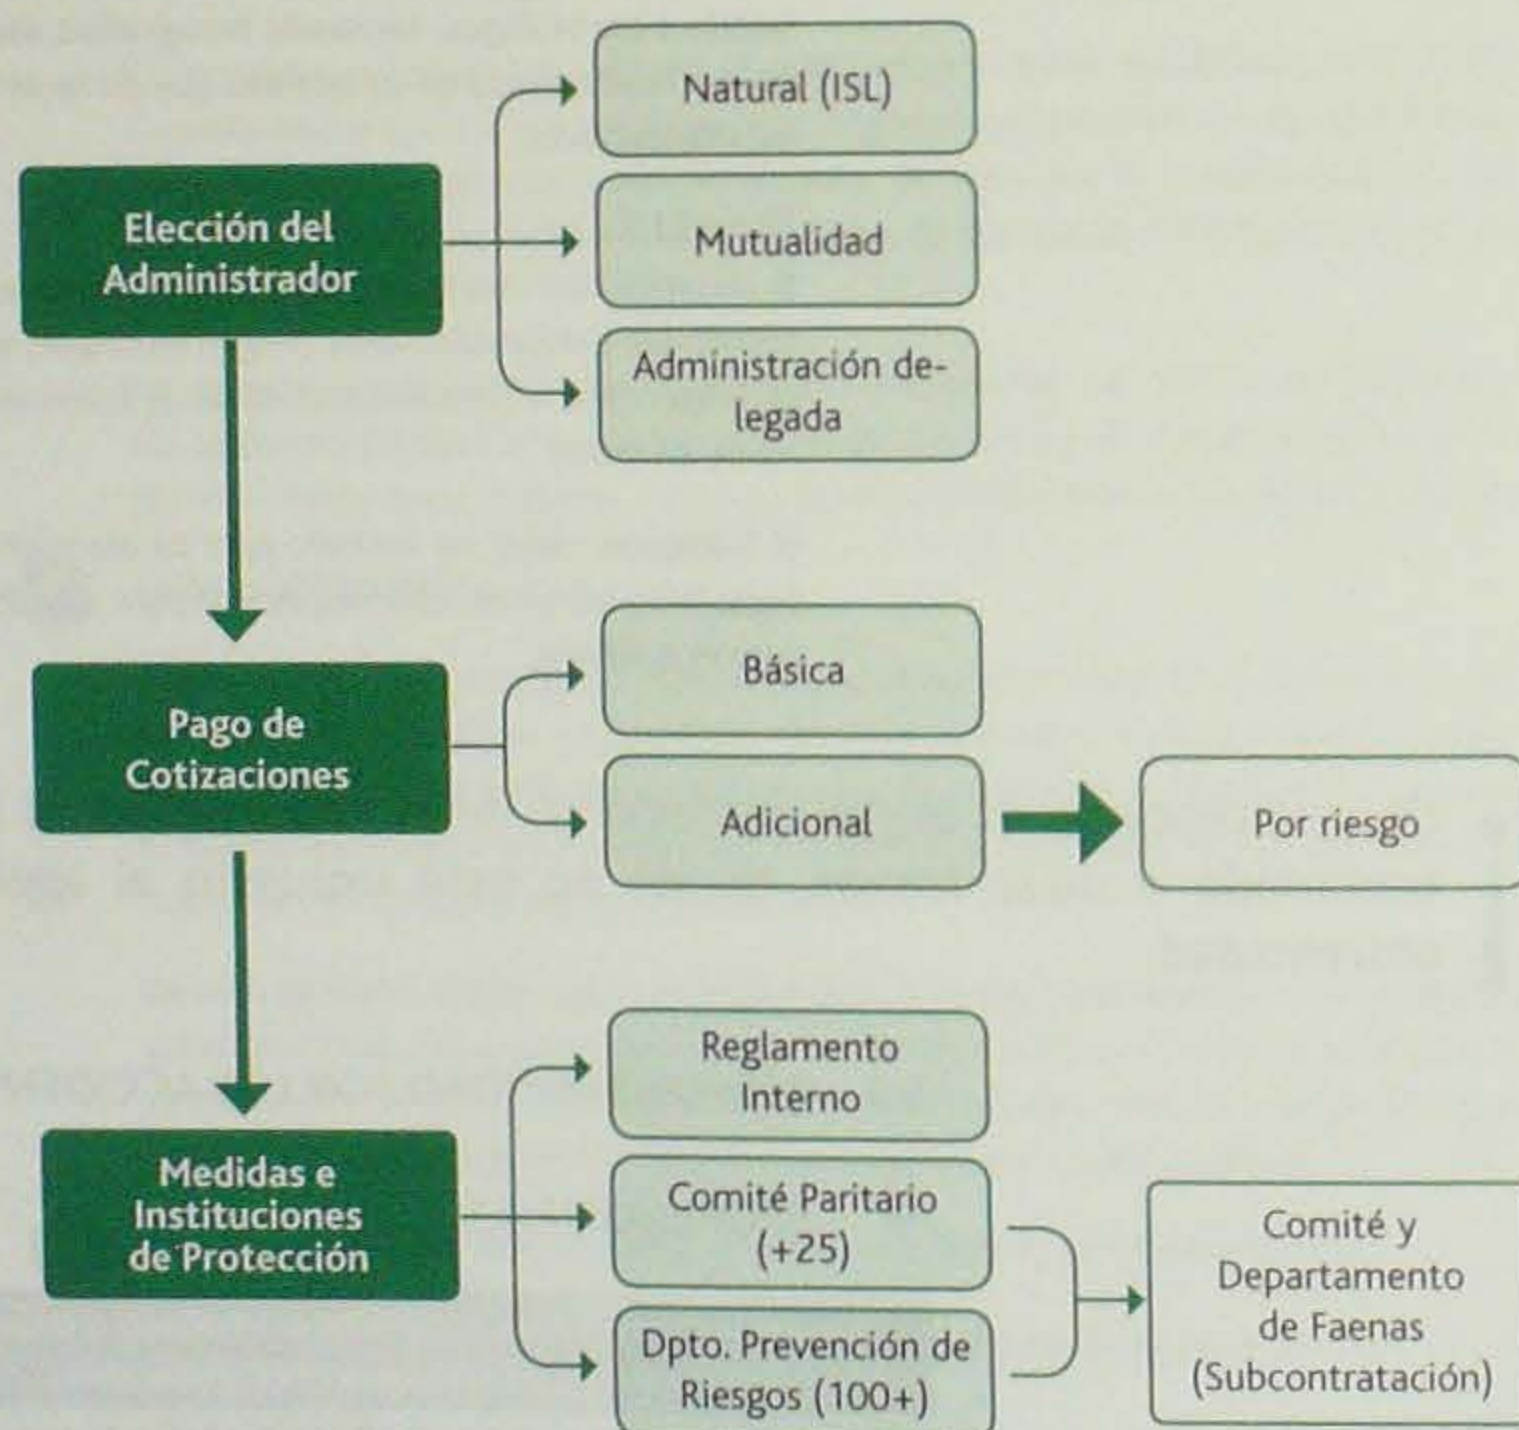 Natural (ISL)
Elección del
Administrador
Mutualidad
Administración de-
legada
Pago de
Cotizaciones
Básica
Adicional
Por riesgo
Medidas e
Instituciones
de Protección
Reglamento
Interno
Comité Paritario
(+25)
Dpto. Prevención de
Riesgos (100+)
Comité y
Departamento
de Faenas
(Subcontratación)